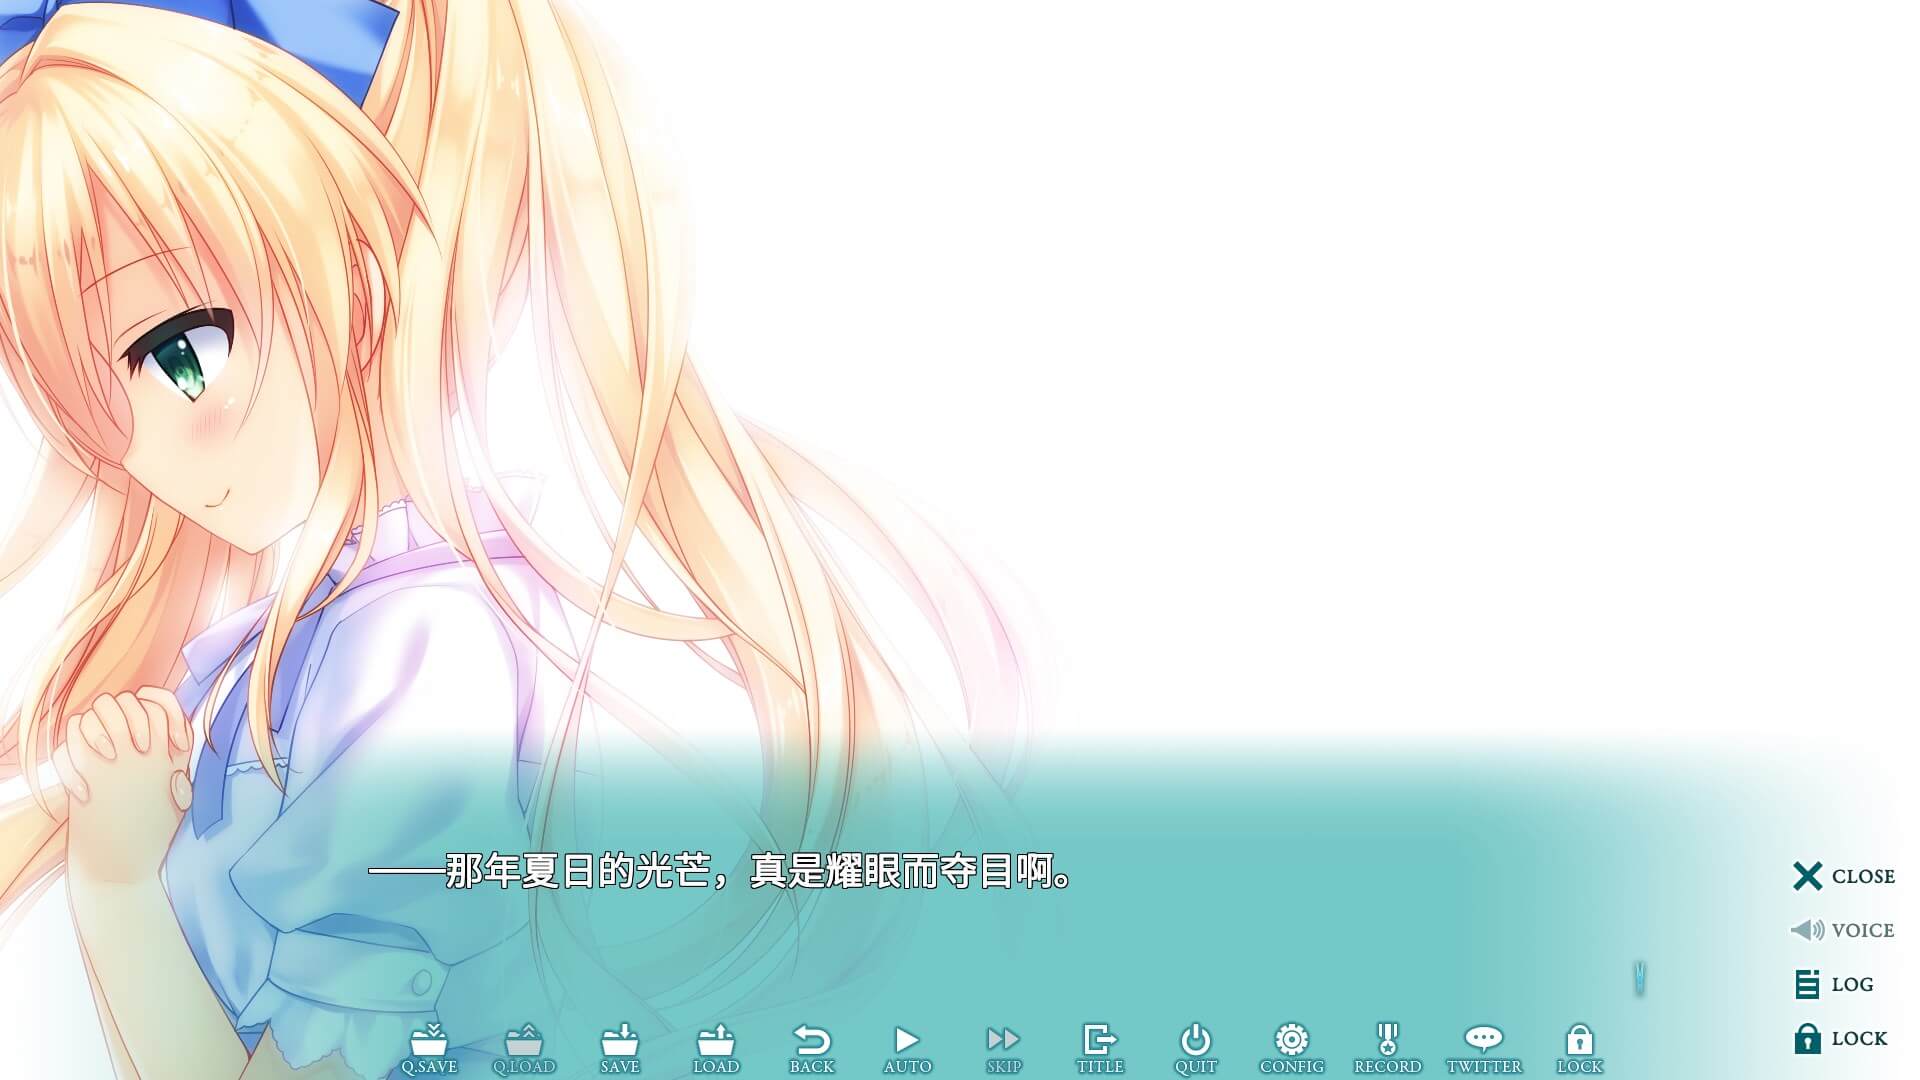 ——那年夏日的光芒，真是耀眼而夺目啊。
CLOSE
VOICE
LOG
LOCK
Q.SAVE Q.LOAD SAVE LOAD BACK AUTO SKIP TITLE QUIT CONFIG RECORD TWITTER LOCK